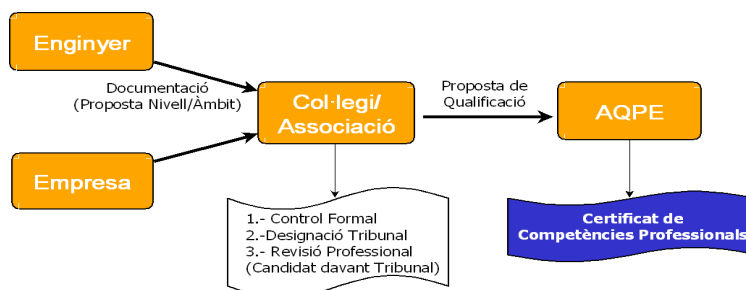 Enginyer
Documentació
(Proposta Nivell/Àmbit)
Empresa
Col·legi/
Associació
Proposta de
Qualificació
AQPE
1.- Control Formal
2.-Designació Tribunal
3.- Revisió Professional
(Candidat davant Tribunal)
Certificat de
Competències Professionals